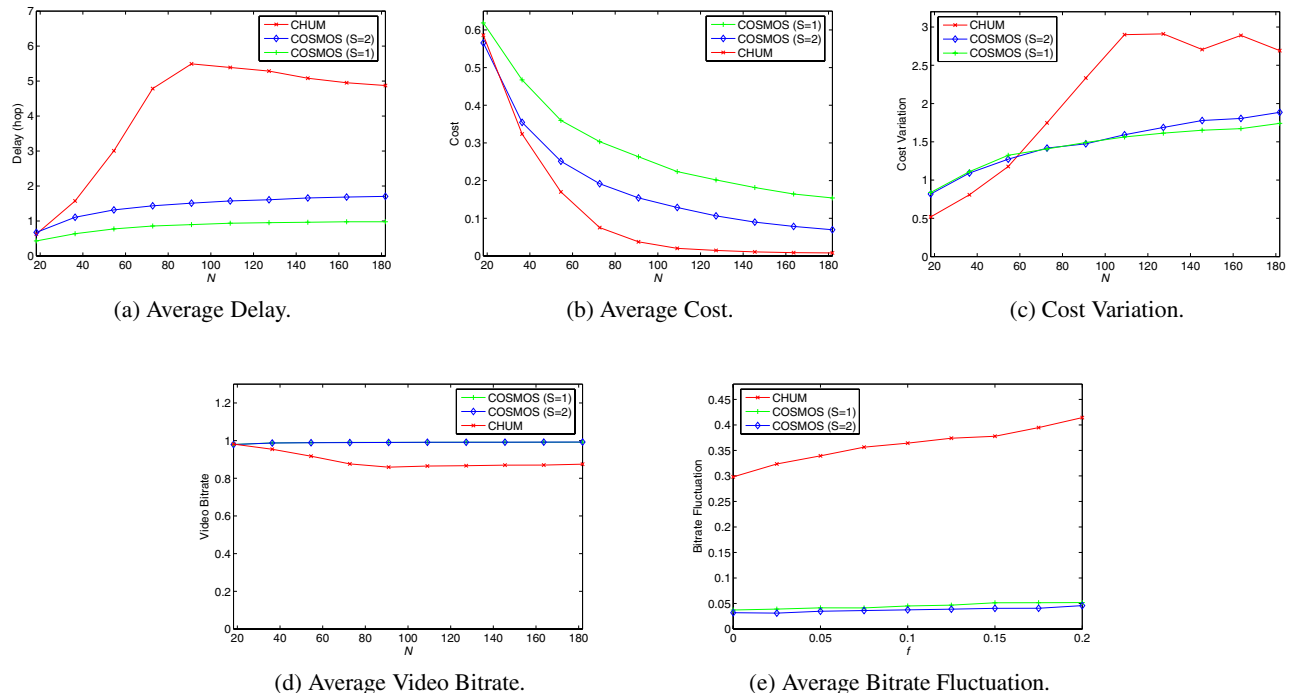 7
6
5
4
3
2
1
0
Delay (hop)
20 40 60 80 100 120 140 160 180
N
CHUM
COSMOS (S=2)
COSMOS (S=1)
(a) Average Delay.
0.6
0.5
0.4
0.3
0.2
0.1
0
Cost
20 40 60 80 100 120 140 160 180
N
COSMOS (S=1)
COSMOS (S=2)
CHUM
(b) Average Cost.
3
2.5
2
1.5
1
0.5
0
Cost Variation
20 40 60 80 100 120 140 160 180
N
CHUM
COSMOS (S=2)
COSMOS (S=1)
(c) Cost Variation.
1.2
1
0.8
0.6
0.4
0.2
0
Video Bitrate
20 40 60 80 100 120 140 160 180
N
COSMOS (S=1)
COSMOS (S=2)
CHUM
(d) Average Video Bitrate.
0.45
0.4
0.35
0.3
0.25
0.2
0.15
0.1
0.05
0
Bitrate Fluctuation
0 0.05 0.1 0.15 0.2
f
CHUM
COSMOS (S=1)
COSMOS (S=2)
(e) Average Bitrate Fluctuation.